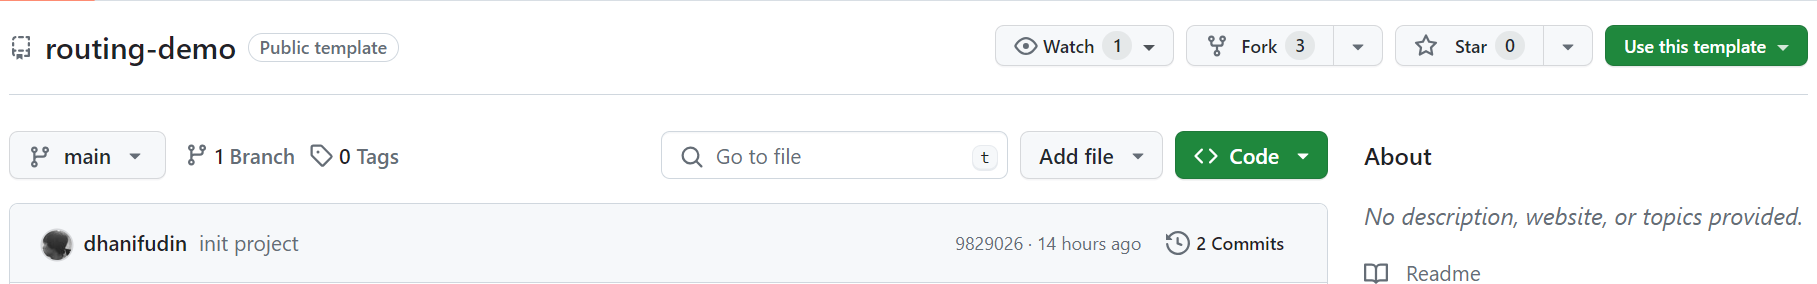 routing-demo Public template Watch 1 Fork 3 Star 0 Use this template
main 1 Branch 0 Tags Go to file t Add file Code About
No description, website, or topics provided.
dhanifudin init project 9829026 · 14 hours ago 2 Commits
Readme